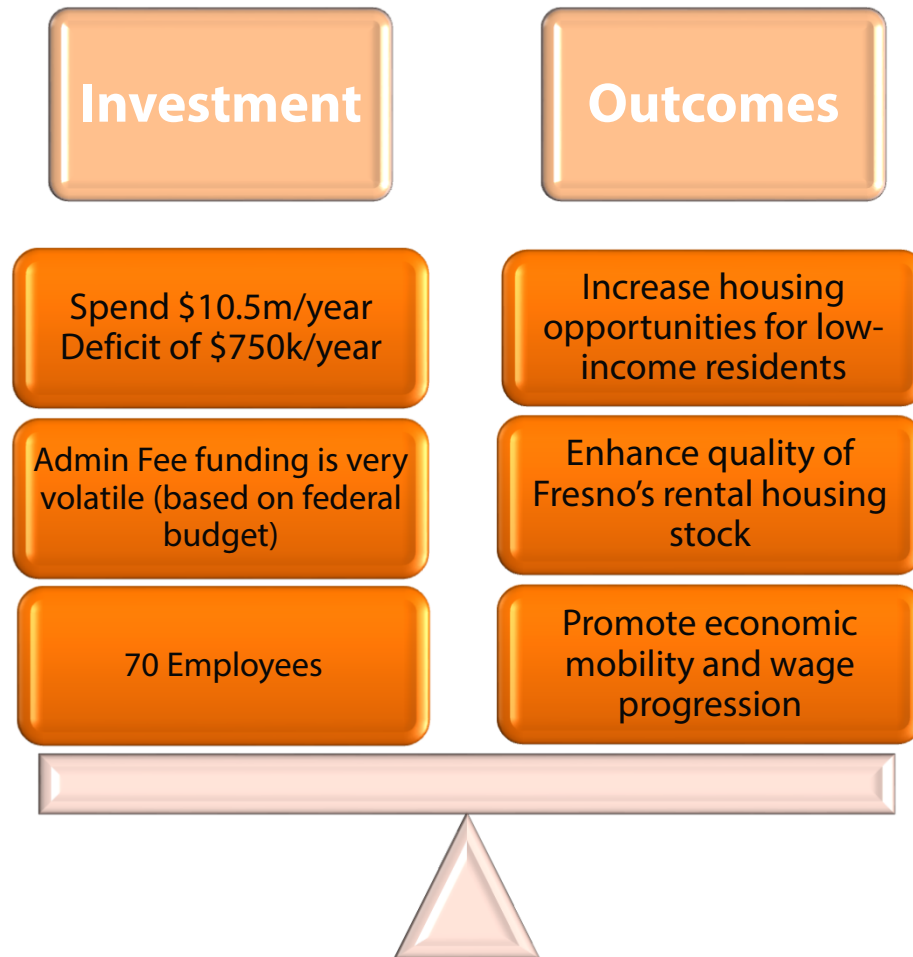 Investment
Outcomes
Spend $10.5m/year
Deficit of $750k/year
Admin Fee funding is very
volatile (based on federal
budget)
70 Employees
Increase housing
opportunities for low-
income residents
Enhance quality of
Fresno’s rental housing
stock
Promote economic
mobility and wage
progression